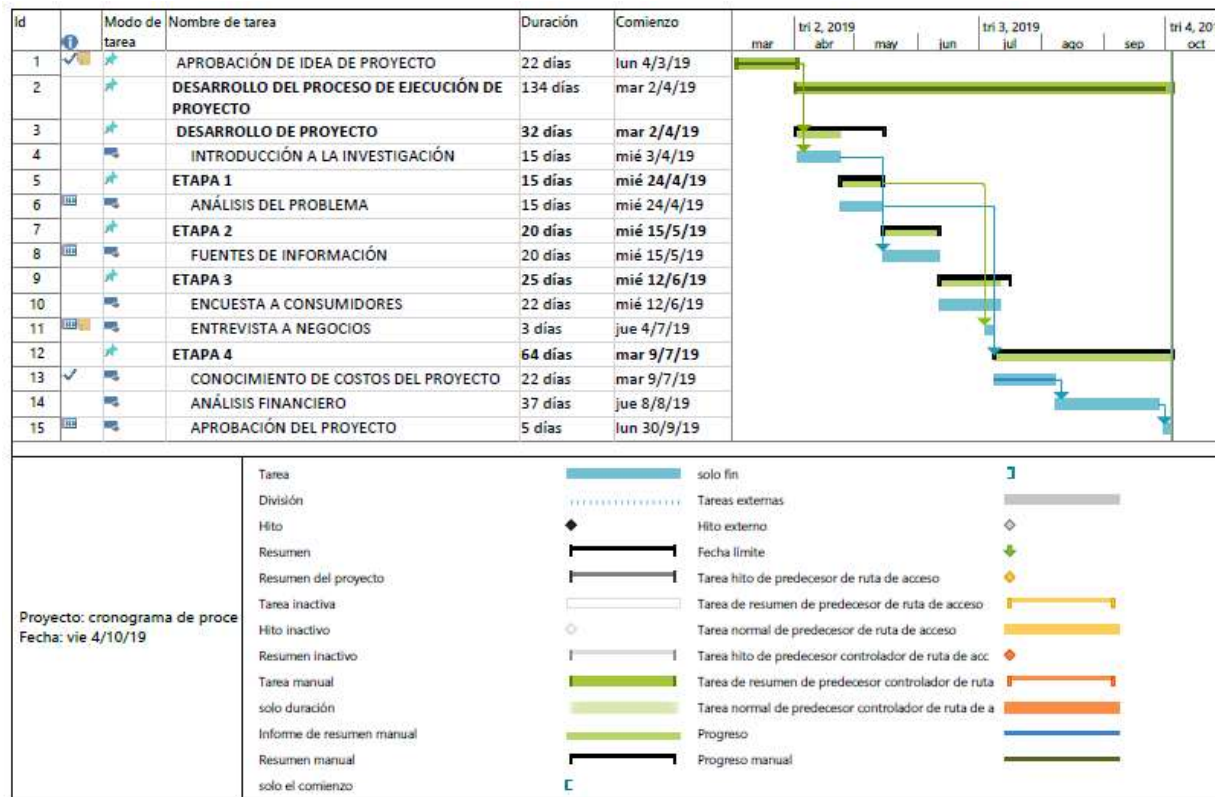 Id Modo de tarea Nombre de tarea Duración Comienzo tri 2, 2019 tri 3, 2019 tri 4, 201
mar abr may jun jul ago sep oct
1 APROBACIÓN DE IDEA DE PROYECTO 22 días lun 4/3/19
2 DESARROLLO DEL PROCESO DE EJECUCIÓN DE PROYECTO 134 días mar 2/4/19
3 DESARROLLO DE PROYECTO 32 días mar 2/4/19
4 INTRODUCCIÓN A LA INVESTIGACIÓN 15 días mié 3/4/19
5 ETAPA 1 15 días mié 24/4/19
6 ANÁLISIS DEL PROBLEMA 15 días mié 24/4/19
7 ETAPA 2 20 días mié 15/5/19
8 FUENTES DE INFORMACIÓN 20 días mié 15/5/19
9 ETAPA 3 25 días mié 12/6/19
10 ENCUESTA A CONSUMIDORES 22 días mié 12/6/19
11 ENTREVISTA A NEGOCIOS 3 días jue 4/7/19
12 ETAPA 4 64 días mar 9/7/19
13 CONOCIMIENTO DE COSTOS DEL PROYECTO 22 días mar 9/7/19
14 ANÁLISIS FINANCIERO 37 días jue 8/8/19
15 APROBACIÓN DEL PROYECTO 5 días lun 30/9/19
Proyecto: cronograma de proce
Fecha: vie 4/10/19
Tarea
División
Hito
Resumen
Resumen del proyecto
Tarea inactiva
Hito inactivo
Resumen inactivo
Tarea manual
solo duración
Informe de resumen manual
Resumen manual
solo el comienzo
solo fin
Tareas externas
Hito externo
Fecha límite
Tarea hito de predecesor de ruta de acceso
Tarea de resumen de predecesor de ruta de acceso
Tarea normal de predecesor de ruta de acceso
Tarea hito de predecesor controlador de ruta de acc
Tarea de resumen de predecesor controlador de ruta
Tarea normal de predecesor controlador de ruta de a
Progreso
Progreso manual